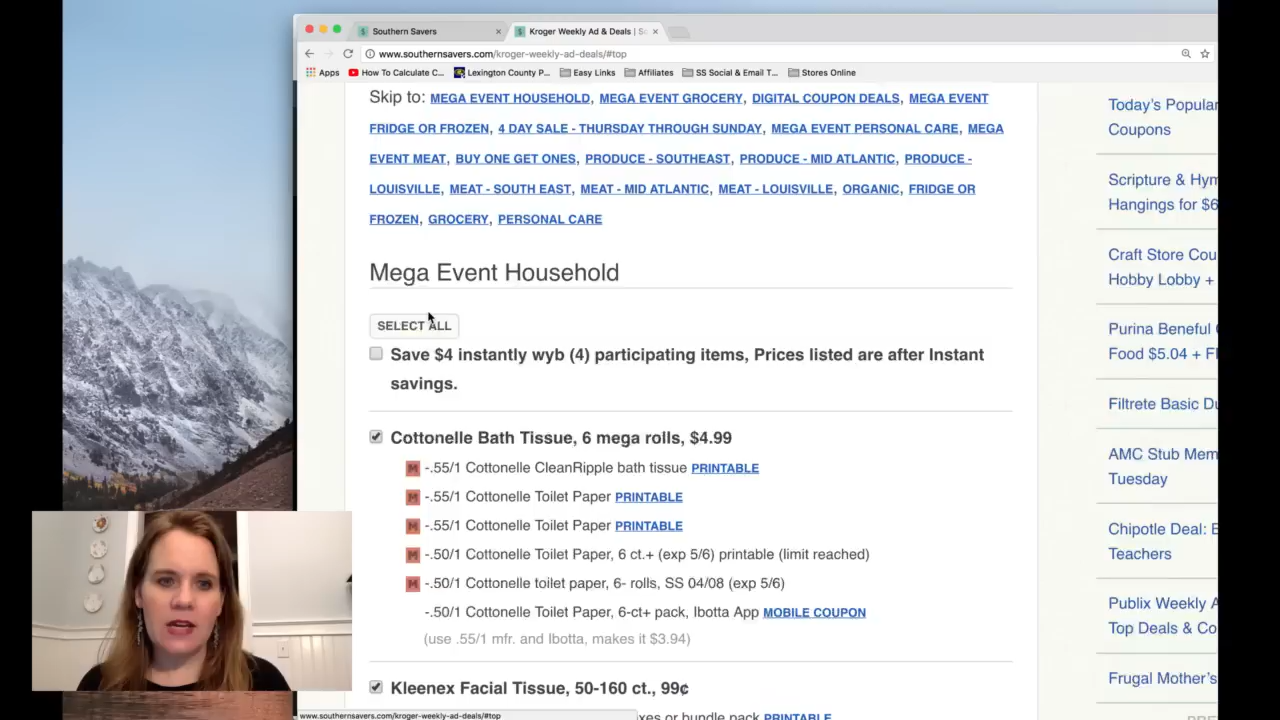 Southern Savers
Kroger Weekly Ad & Deals | S
www.southernsavers.com/kroger-weekly-ad-deals/#top
Apps How To Calculate C... Lexington County P... Easy Links Affiliates SS Social & Email T... Stores Online
Skip to: MEGA EVENT HOUSEHOLD, MEGA EVENT GROCERY, DIGITAL COUPON DEALS, MEGA EVENT
FRIDGE OR FROZEN, 4 DAY SALE - THURSDAY THROUGH SUNDAY, MEGA EVENT PERSONAL CARE, MEGA
EVENT MEAT, BUY ONE GET ONES, PRODUCE - SOUTHEAST, PRODUCE - MID ATLANTIC, PRODUCE -
LOUISVILLE, MEAT - SOUTH EAST, MEAT - MID ATLANTIC, MEAT - LOUISVILLE, ORGANIC, FRIDGE OR
FROZEN, GROCERY, PERSONAL CARE
Mega Event Household
SELECT ALL
Save $4 instantly wyb (4) participating items, Prices listed are after Instant
savings.
Cottonelle Bath Tissue, 6 mega rolls, $4.99
M -.55/1 Cottonelle CleanRipple bath tissue PRINTABLE
M -.55/1 Cottonelle Toilet Paper PRINTABLE
M -.55/1 Cottonelle Toilet Paper PRINTABLE
M -.50/1 Cottonelle Toilet Paper, 6 ct.+ (exp 5/6) printable (limit reached)
M -.50/1 Cottonelle toilet paper, 6- rolls, SS 04/08 (exp 5/6)
-.50/1 Cottonelle Toilet Paper, 6-ct+ pack, Ibotta App MOBILE COUPON
(use .55/1 mfr. and Ibotta, makes it $3.94)
Kleenex Facial Tissue, 50-160 ct., 99¢
xes or bundle pack PRINTABLE
www.southernsavers.com/kroger-weekly-ad-deals/#top
Today's Popular
Coupons
Scripture & Hym
Hangings for $6
Craft Store Cou
Hobby Lobby +
Purina Beneful
Food $5.04 + F
Filtrete Basic Du
AMC Stub Mem
Tuesday
Chipotle Deal: B
Teachers
Publix Weekly A
Top Deals & Co
Frugal Mother's